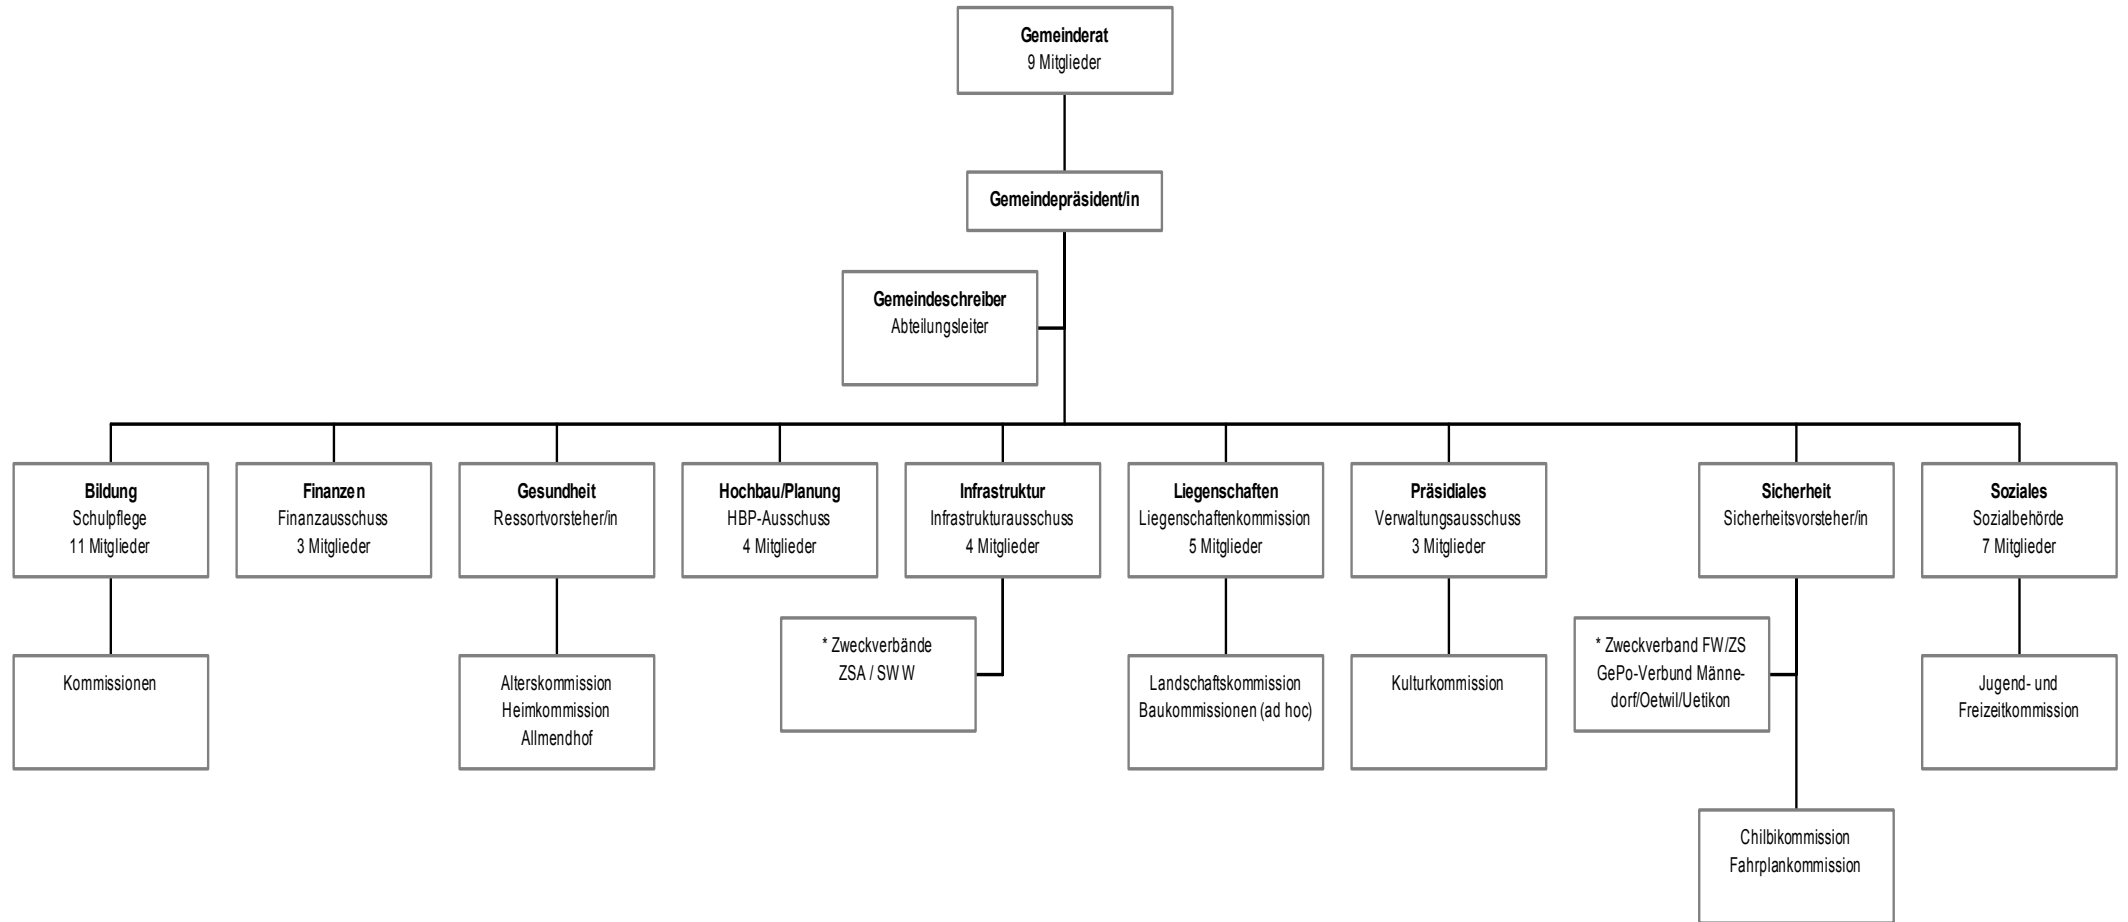 Gemeinderat
9 Mitglieder
Gemeindepräsident/in
Gemeindeschreiber
Abteilungsleiter
Bildung
Schulpflege
11 Mitglieder
Finanzen
Finanzausschuss
3 Mitglieder
Gesundheit
Ressortvorsteher/in
Hochbau/Planung
HBP-Ausschuss
4 Mitglieder
Infrastruktur
Infrastrukturausschuss
4 Mitglieder
Liegenschaften
Liegenschaftenkommission
5 Mitglieder
Präsidiales
Verwaltungsausschuss
3 Mitglieder
Sicherheit
Sicherheitsvorsteher/in
Soziales
Sozialbehörde
7 Mitglieder
Kommissionen
Alterskommission
Heimkommission
Allmendhof
* Zweckverbände
ZSA / SWW
Landschaftskommission
Baukommissionen (ad hoc)
Kulturkommission
* Zweckverband FW/ZS
GePo-Verbund Männe-
dorf/Oetwil/Uetikon
Jugend- und
Freizeitkommission
Chilbikommission
Fahrplankommission